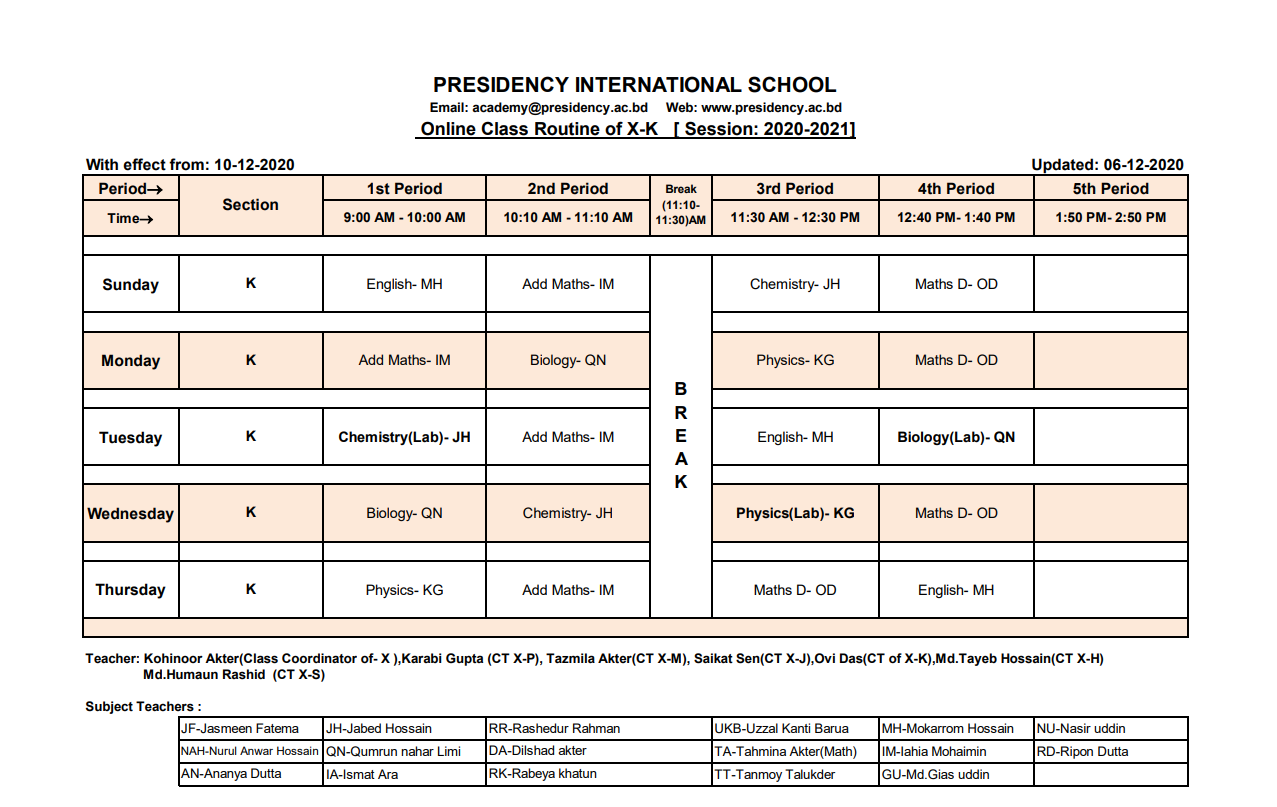 PRESIDENCY INTERNATIONAL SCHOOL
Email: academy@presidency.ac.bd Web: www.presidency.ac.bd
Online Class Routine of X-K [ Session: 2020-2021]
With effect from: 10-12-2020 Updated: 06-12-2020
Period→ Section 1st Period 2nd Period Break (11:10-11:30)AM 3rd Period 4th Period 5th Period
Time→ 9:00 AM - 10:00 AM 10:10 AM - 11:10 AM 11:30 AM - 12:30 PM 12:40 PM- 1:40 PM 1:50 PM- 2:50 PM
Sunday K English- MH Add Maths- IM Chemistry- JH Maths D- OD
Monday K Add Maths- IM Biology- QN Physics- KG Maths D- OD
BREAK
Tuesday K Chemistry(Lab)- JH Add Maths- IM English- MH Biology(Lab)- QN
Wednesday K Biology- QN Chemistry- JH Physics(Lab)- KG Maths D- OD
Thursday K Physics- KG Add Maths- IM Maths D- OD English- MH
Teacher: Kohinoor Akter(Class Coordinator of- X ),Karabi Gupta (CT X-P), Tazmila Akter(CT X-M), Saikat Sen(CT X-J),Ovi Das(CT of X-K),Md.Tayeb Hossain(CT X-H)
Md.Humaun Rashid (CT X-S)
Subject Teachers :
JF-Jasmeen Fatema JH-Jabed Hossain RR-Rashedur Rahman UKB-Uzzal Kanti Barua MH-Mokarrom Hossain NU-Nasir uddin
NAH-Nurul Anwar Hossain QN-Qumrun nahar Limi DA-Dilshad akter TA-Tahmina Akter(Math) IM-Iahia Mohaimin RD-Ripon Dutta
AN-Ananya Dutta IA-Ismat Ara RK-Rabeya khatun TT-Tanmoy Talukder GU-Md.Gias uddin